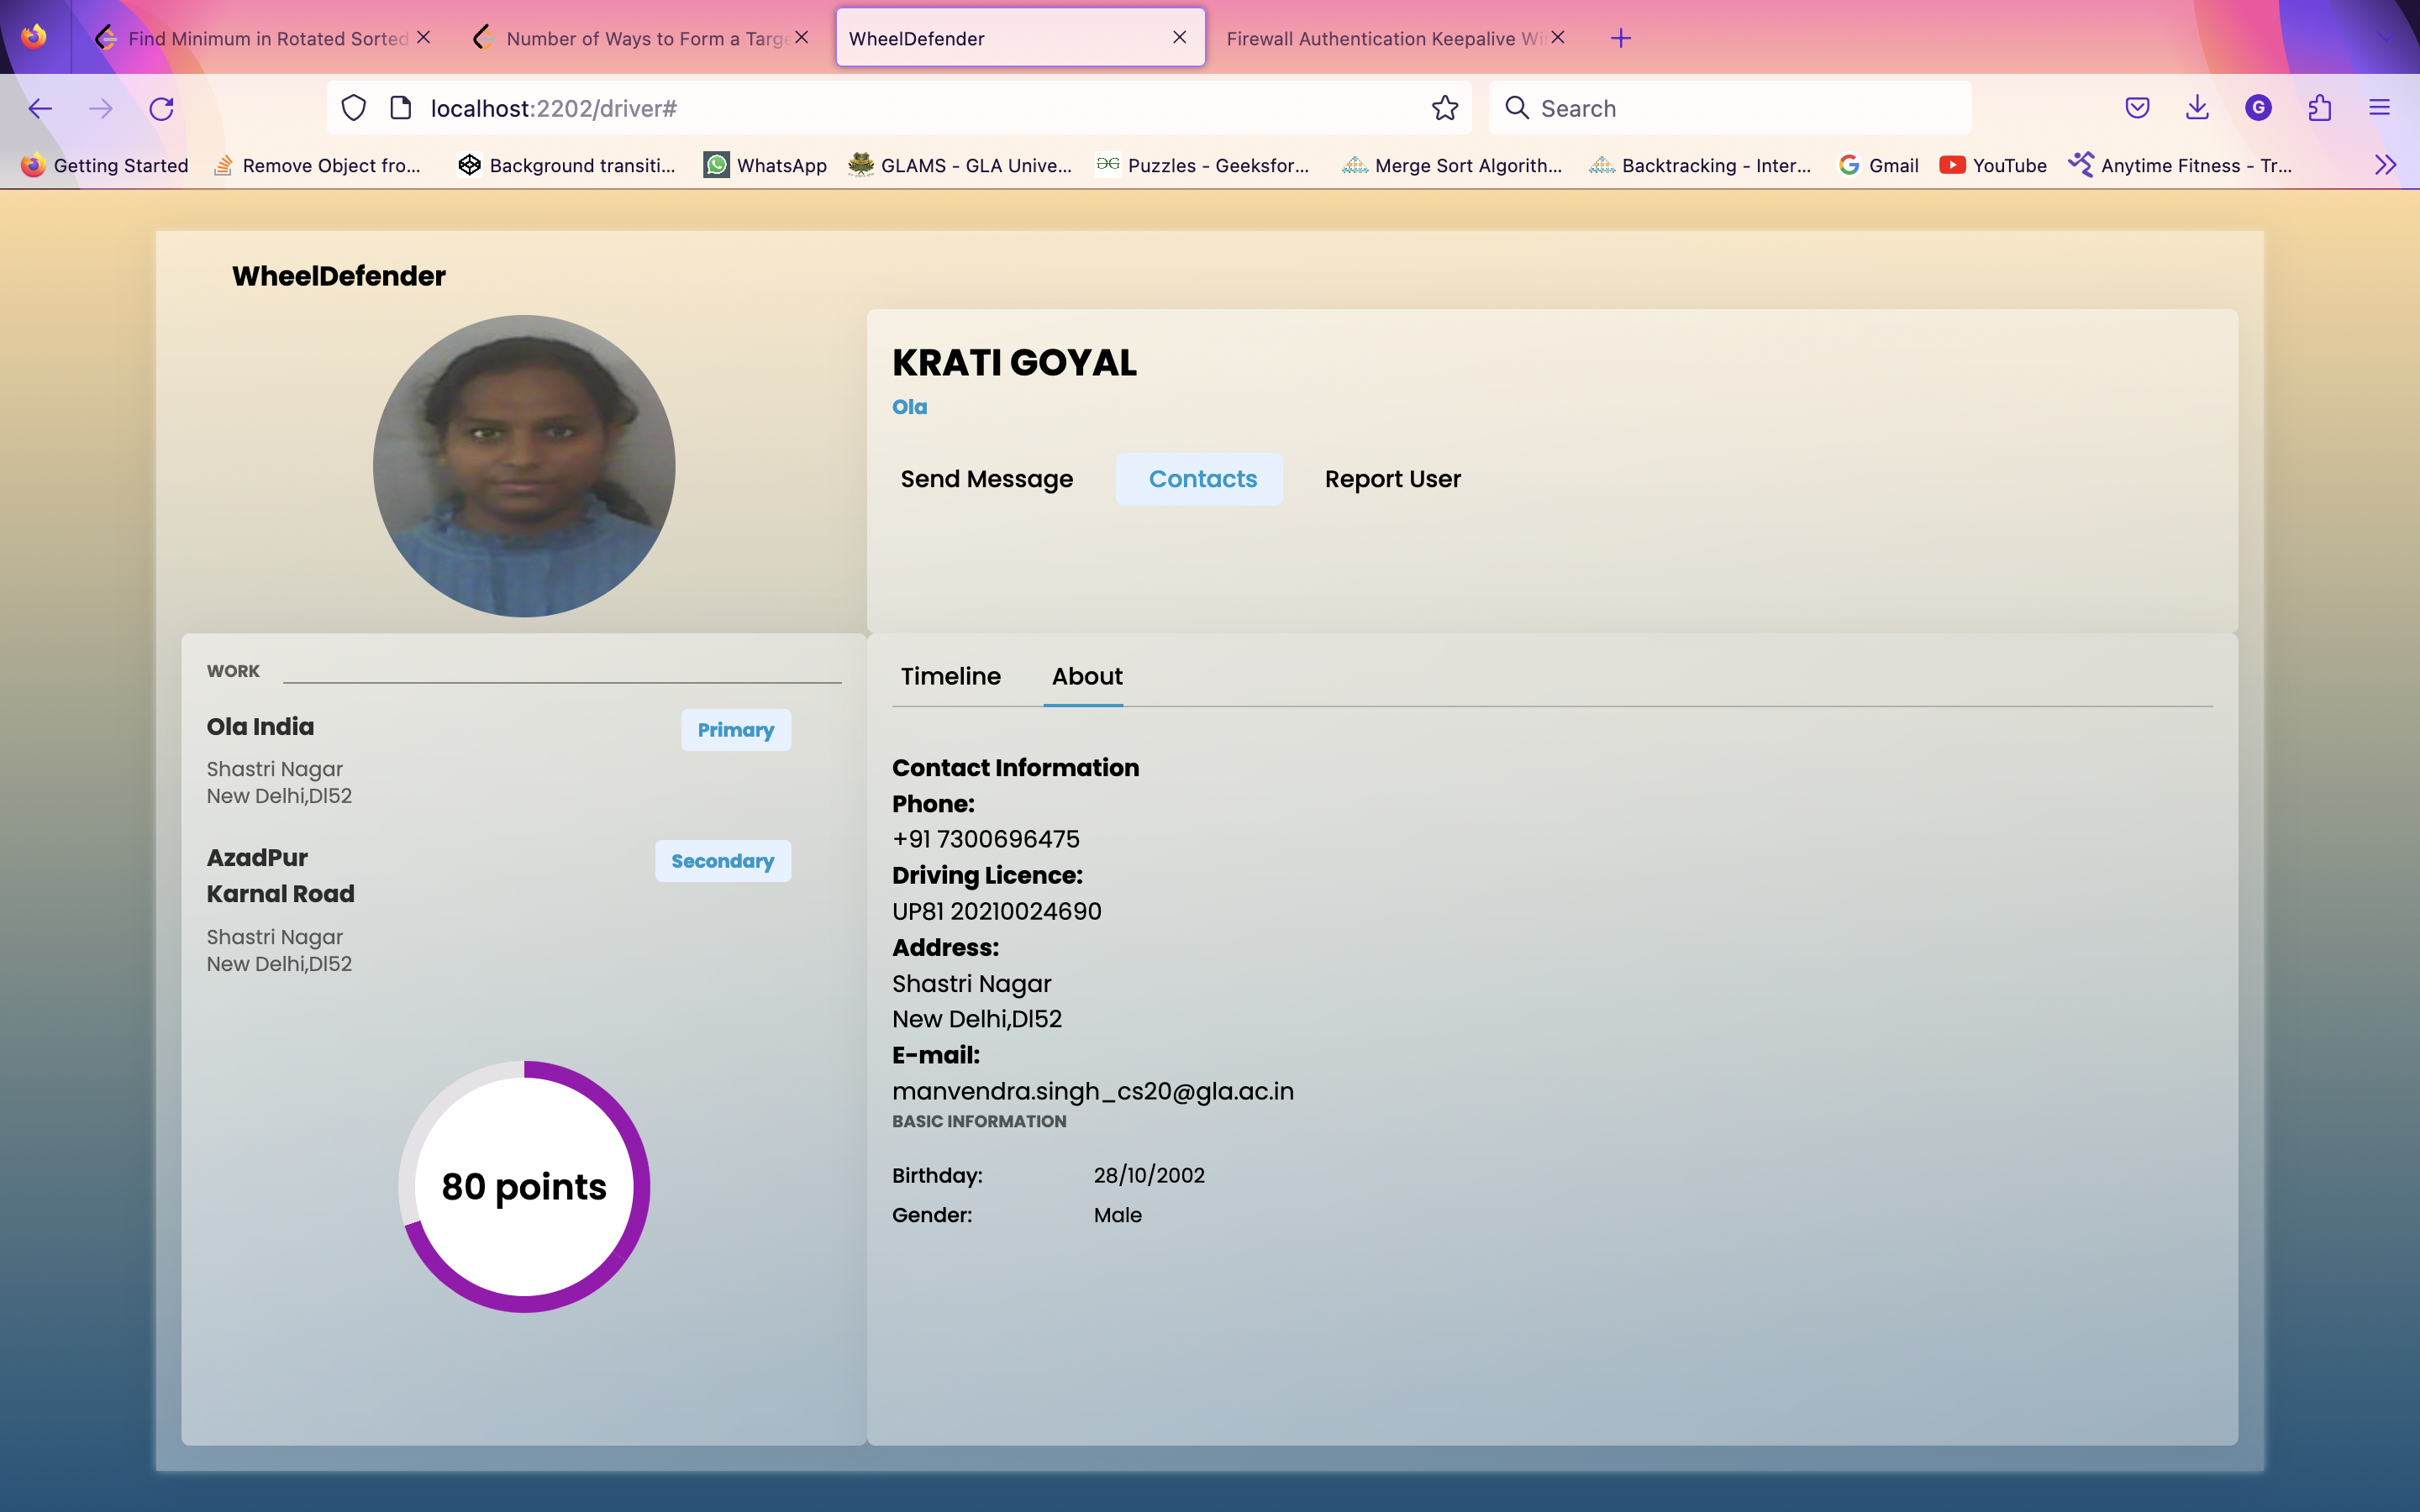 Find Minimum in Rotated Sorted
Number of Ways to Form a Targe
WheelDefender
Firewall Authentication Keepalive Wi
localhost:2202/driver#
Search
G
Getting Started
Remove Object fro...
Background transiti...
WhatsApp
GLAMS - GLA Unive...
Puzzles - Geeksfor...
Merge Sort Algorith...
Backtracking - Inter...
Gmail
YouTube
Anytime Fitness - Tr...
WheelDefender
KRATI GOYAL
Ola
Send Message
Contacts
Report User
WORK
Ola India
Primary
Shastri Nagar
New Delhi,Dl52
AzadPur
Karnal Road
Secondary
Shastri Nagar
New Delhi,Dl52
80 points
Timeline
About
Contact Information
Phone:
+91 7300696475
Driving Licence:
UP81 20210024690
Address:
Shastri Nagar
New Delhi,Dl52
E-mail:
manvendra.singh_cs20@gla.ac.in
BASIC INFORMATION
Birthday: 28/10/2002
Gender: Male